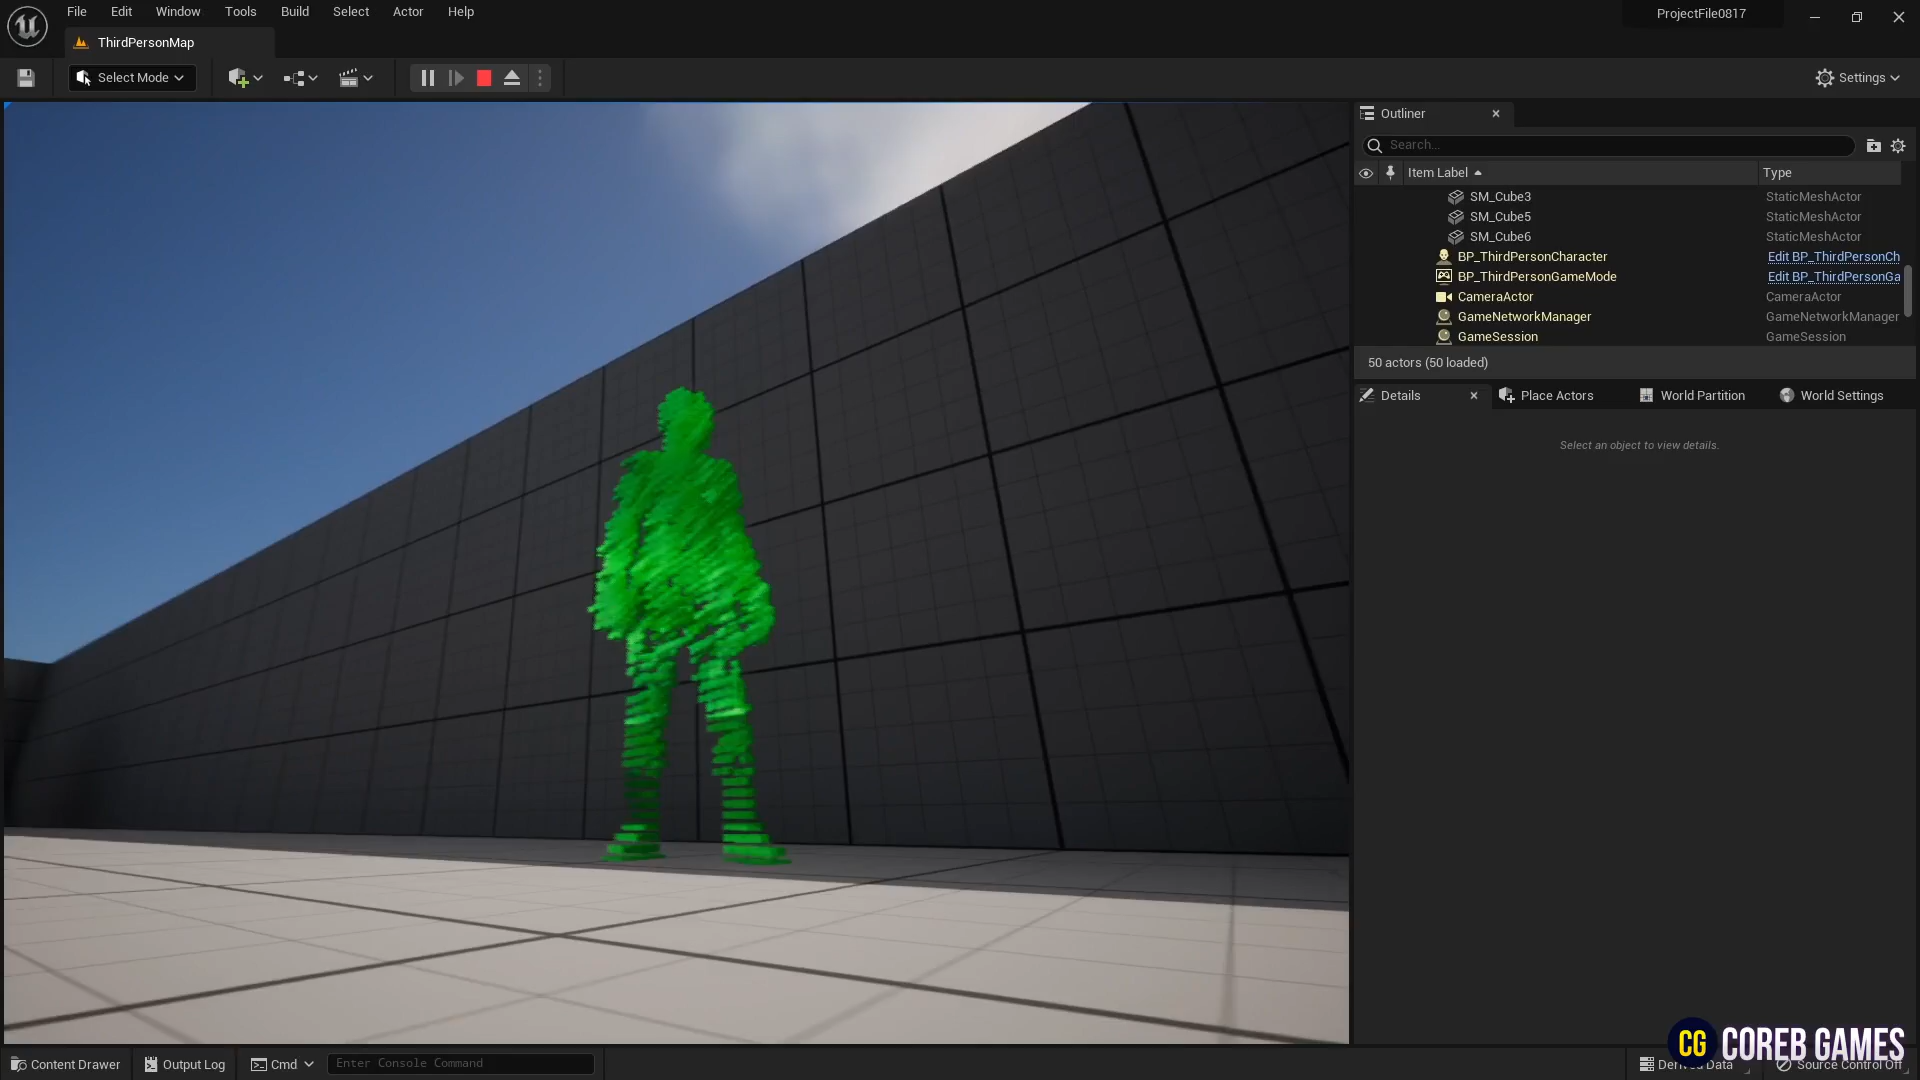 File Edit Window Tools Build Select Actor Help
ProjectFile0817
ThirdPersonMap
Select Mode
Settings
Outliner
Search...
Item Label Type
SM_Cube3 StaticMeshActor
SM_Cube5 StaticMeshActor
SM_Cube6 StaticMeshActor
BP_ThirdPersonCharacter Edit BP_ThirdPersonCh
BP_ThirdPersonGameMode Edit BP_ThirdPersonGa
CameraActor CameraActor
GameNetworkManager GameNetworkManager
GameSession GameSession
50 actors (50 loaded)
Details Place Actors World Partition World Settings
Select an object to view details.
CG COREB GAMES
Content Drawer Output Log Cmd Enter Console Command Derived Data Source Control Off